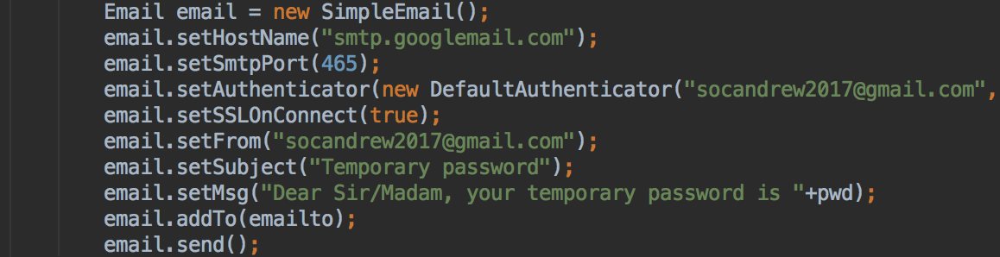 Email email = new SimpleEmail();
email.setHostName("smtp.googlemail.com");
email.setSmtpPort(465);
email.setAuthenticator(new DefaultAuthenticator("socandrew2017@gmail.com",
email.setSSLOnConnect(true);
email.setFrom("socandrew2017@gmail.com");
email.setSubject("Temporary password");
email.setMsg("Dear Sir/Madam, your temporary password is "+pwd);
email.addTo(emailto);
email.send();